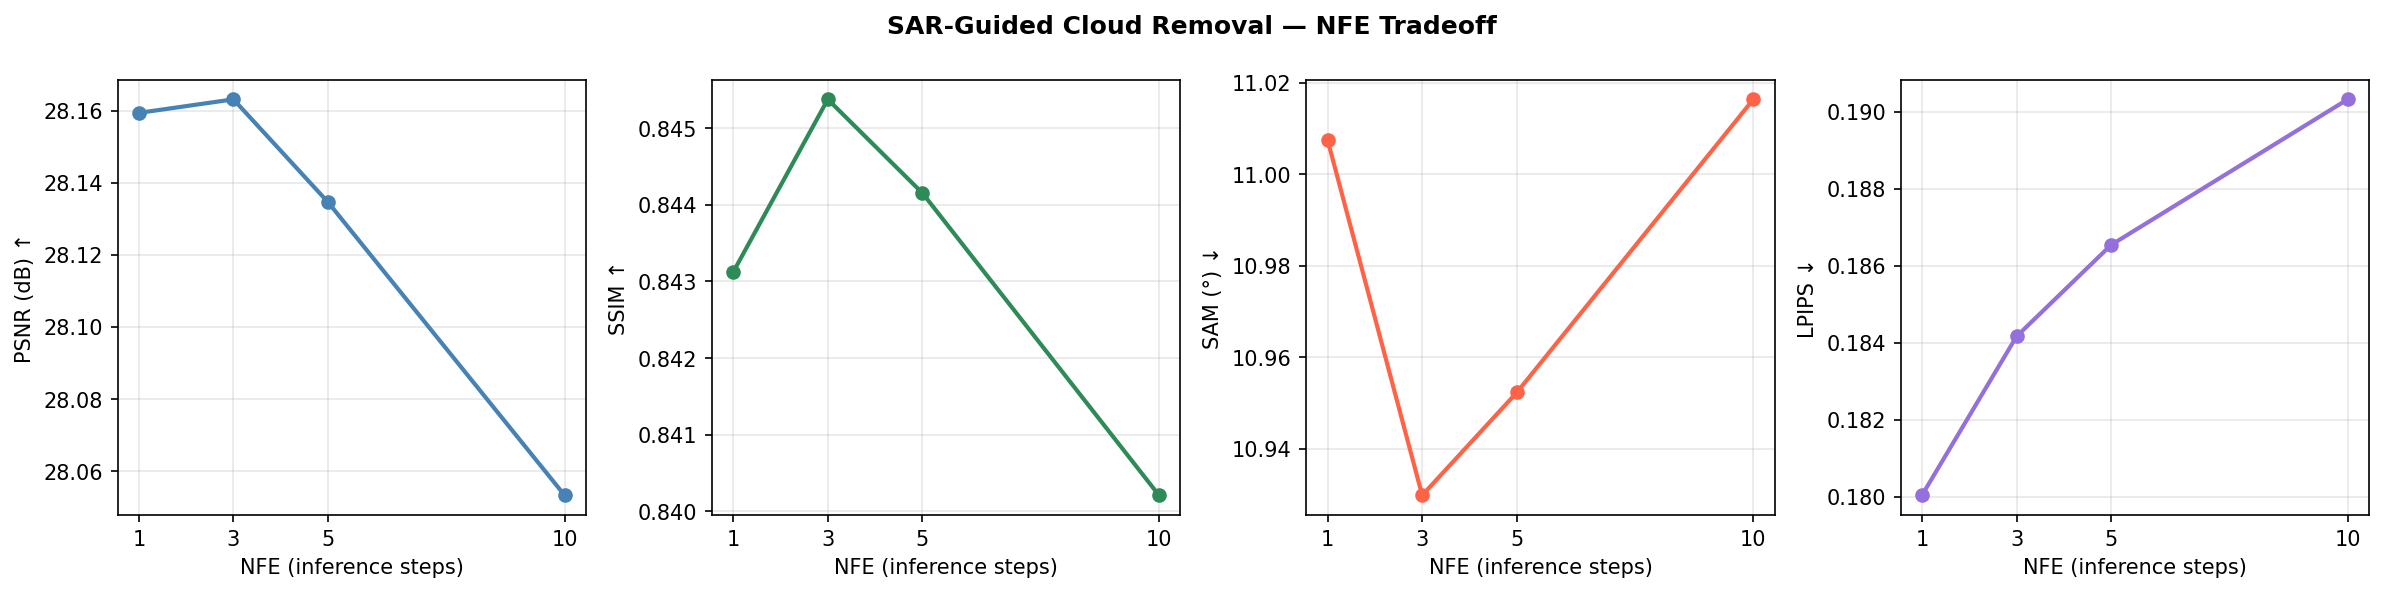 SAR-Guided Cloud Removal — NFE Tradeoff
PSNR (dB) ↑
28.16
28.14
28.12
28.10
28.08
28.06
1 3 5 10
NFE (inference steps)
SSIM ↑
0.845
0.844
0.843
0.842
0.841
0.840
1 3 5 10
NFE (inference steps)
SAM (°) ↓
11.02
11.00
10.98
10.96
10.94
1 3 5 10
NFE (inference steps)
LPIPS ↓
0.190
0.188
0.186
0.184
0.182
0.180
1 3 5 10
NFE (inference steps)